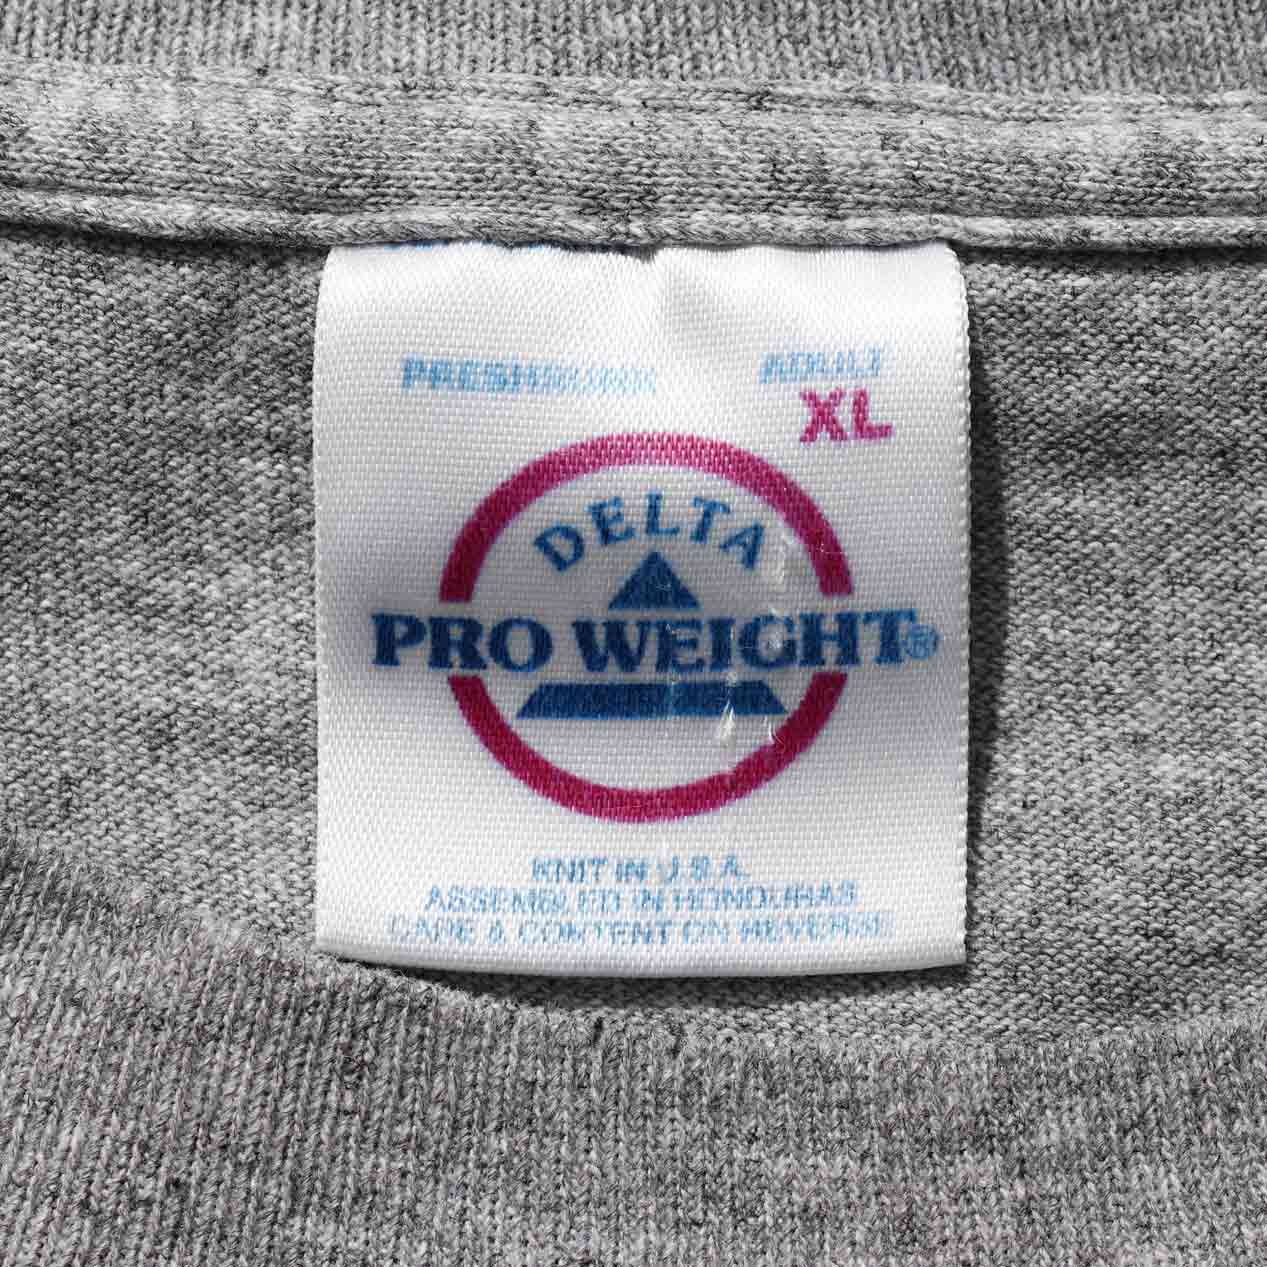 PRESHRUNK
ADULT
XL
DELTA
PRO WEIGHT®
KNIT IN U.S.A.
ASSEMBLED IN HONDURAS
CARE & CONTENT ON REVERSE